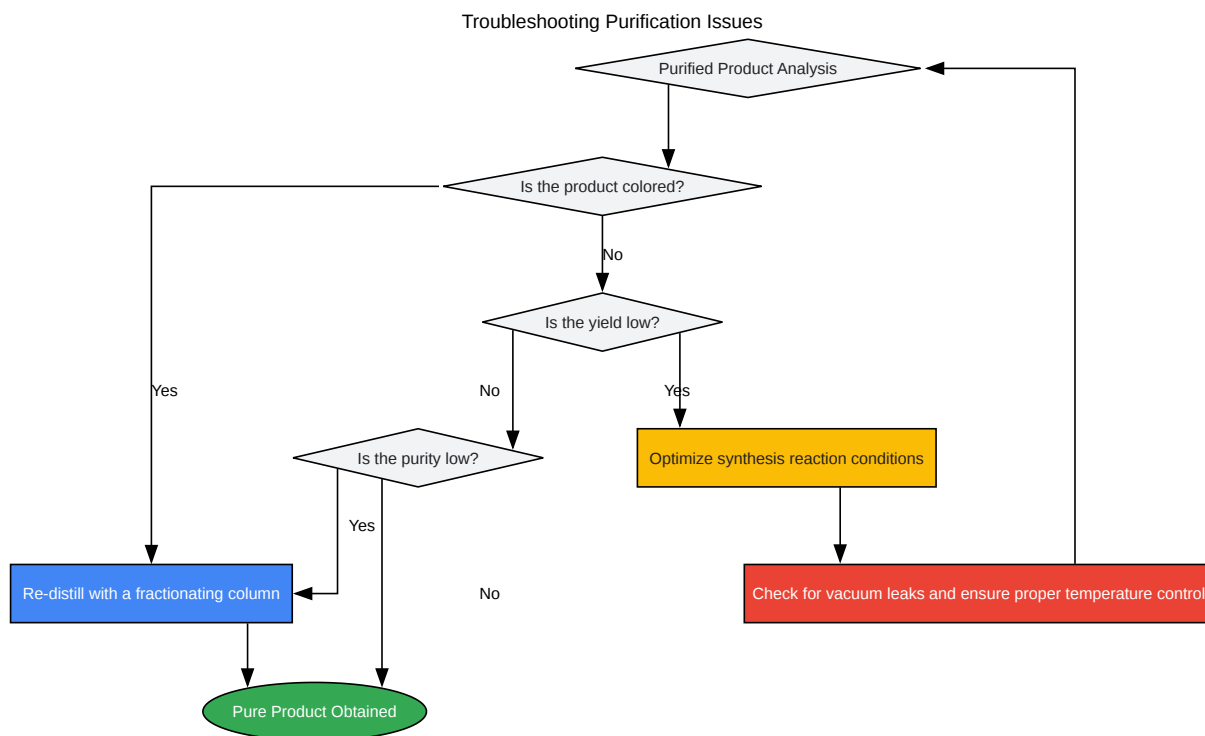 Troubleshooting Purification Issues
Purified Product Analysis
Is the product colored?
No
Is the yield low?
Yes
No
Yes
Is the purity low?
Optimize synthesis reaction conditions
Yes
Re-distill with a fractionating column
No
Check for vacuum leaks and ensure proper temperature control
Pure Product Obtained